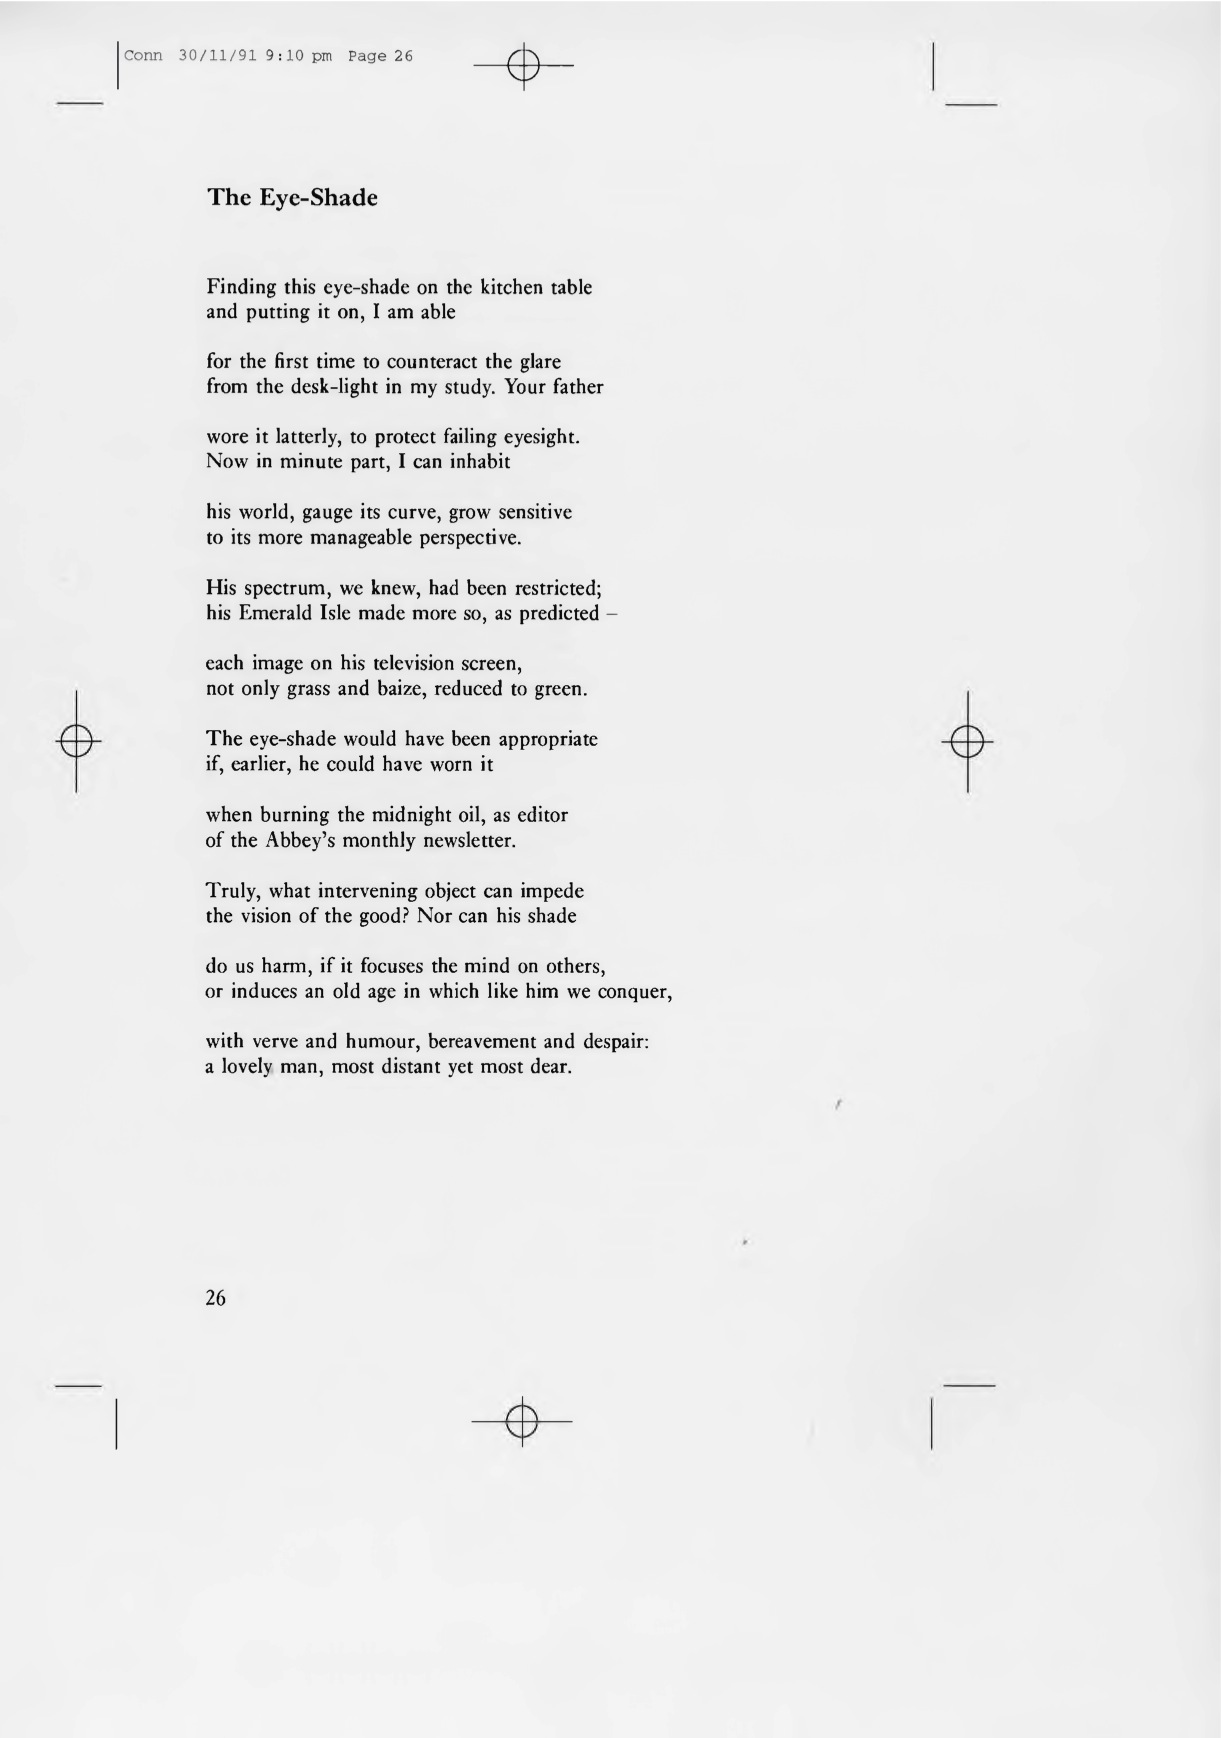 Conn 30/11/91 9:10 pm Page 26
The Eye-Shade
Finding this eye-shade on the kitchen table
and putting it on, I am able
for the first time to counteract the glare
from the desk-light in my study. Your father
wore it latterly, to protect failing eyesight.
Now in minute part, I can inhabit
his world, gauge its curve, grow sensitive
to its more manageable perspective.
His spectrum, we knew, had been restricted;
his Emerald Isle made more so, as predicted –
each image on his television screen,
not only grass and baize, reduced to green.
The eye-shade would have been appropriate
if, earlier, he could have worn it
when burning the midnight oil, as editor
of the Abbey’s monthly newsletter.
Truly, what intervening object can impede
the vision of the good? Nor can his shade
do us harm, if it focuses the mind on others,
or induces an old age in which like him we conquer,
with verve and humour, bereavement and despair:
a lovely man, most distant yet most dear.
26